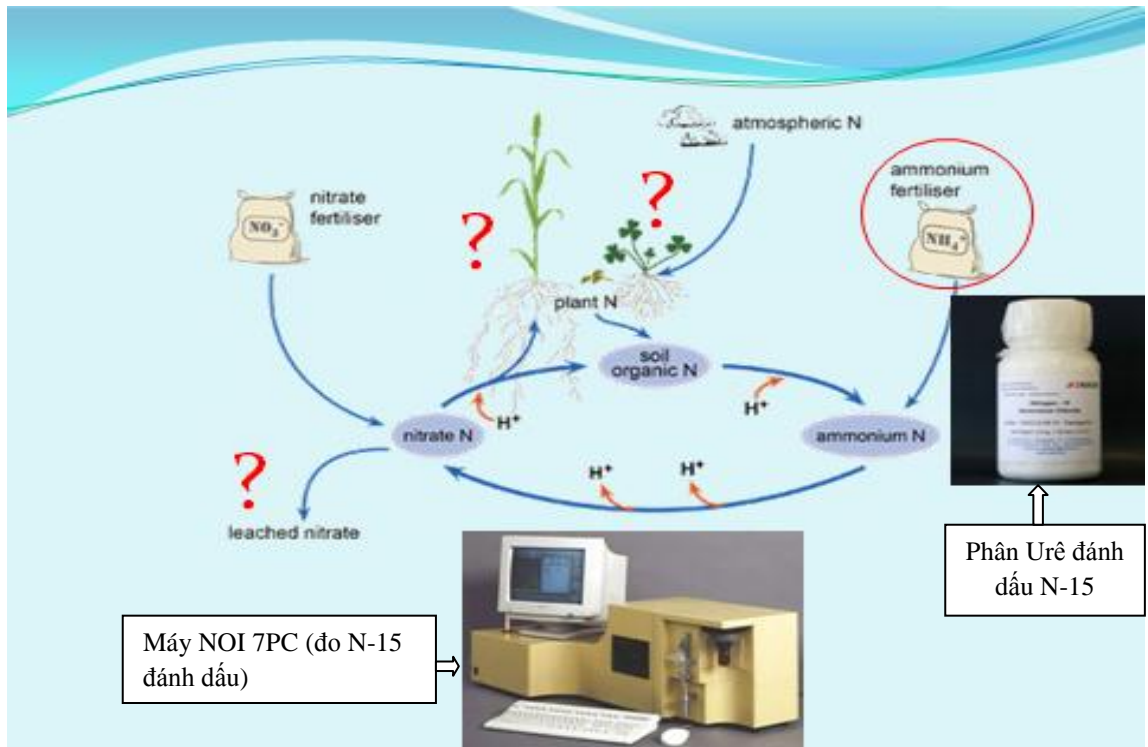 atmospheric N
?
?
nitrate
fertiliser
NO₃⁻
ammonium
fertiliser
NH₄⁺
plant N
soil
organic N
H⁺
H⁺
nitrate N
ammonium N
?
H⁺
H⁺
leached nitrate
Phân Urê đánh
dấu N-15
Máy NOI 7PC (đo N-15
đánh dấu)